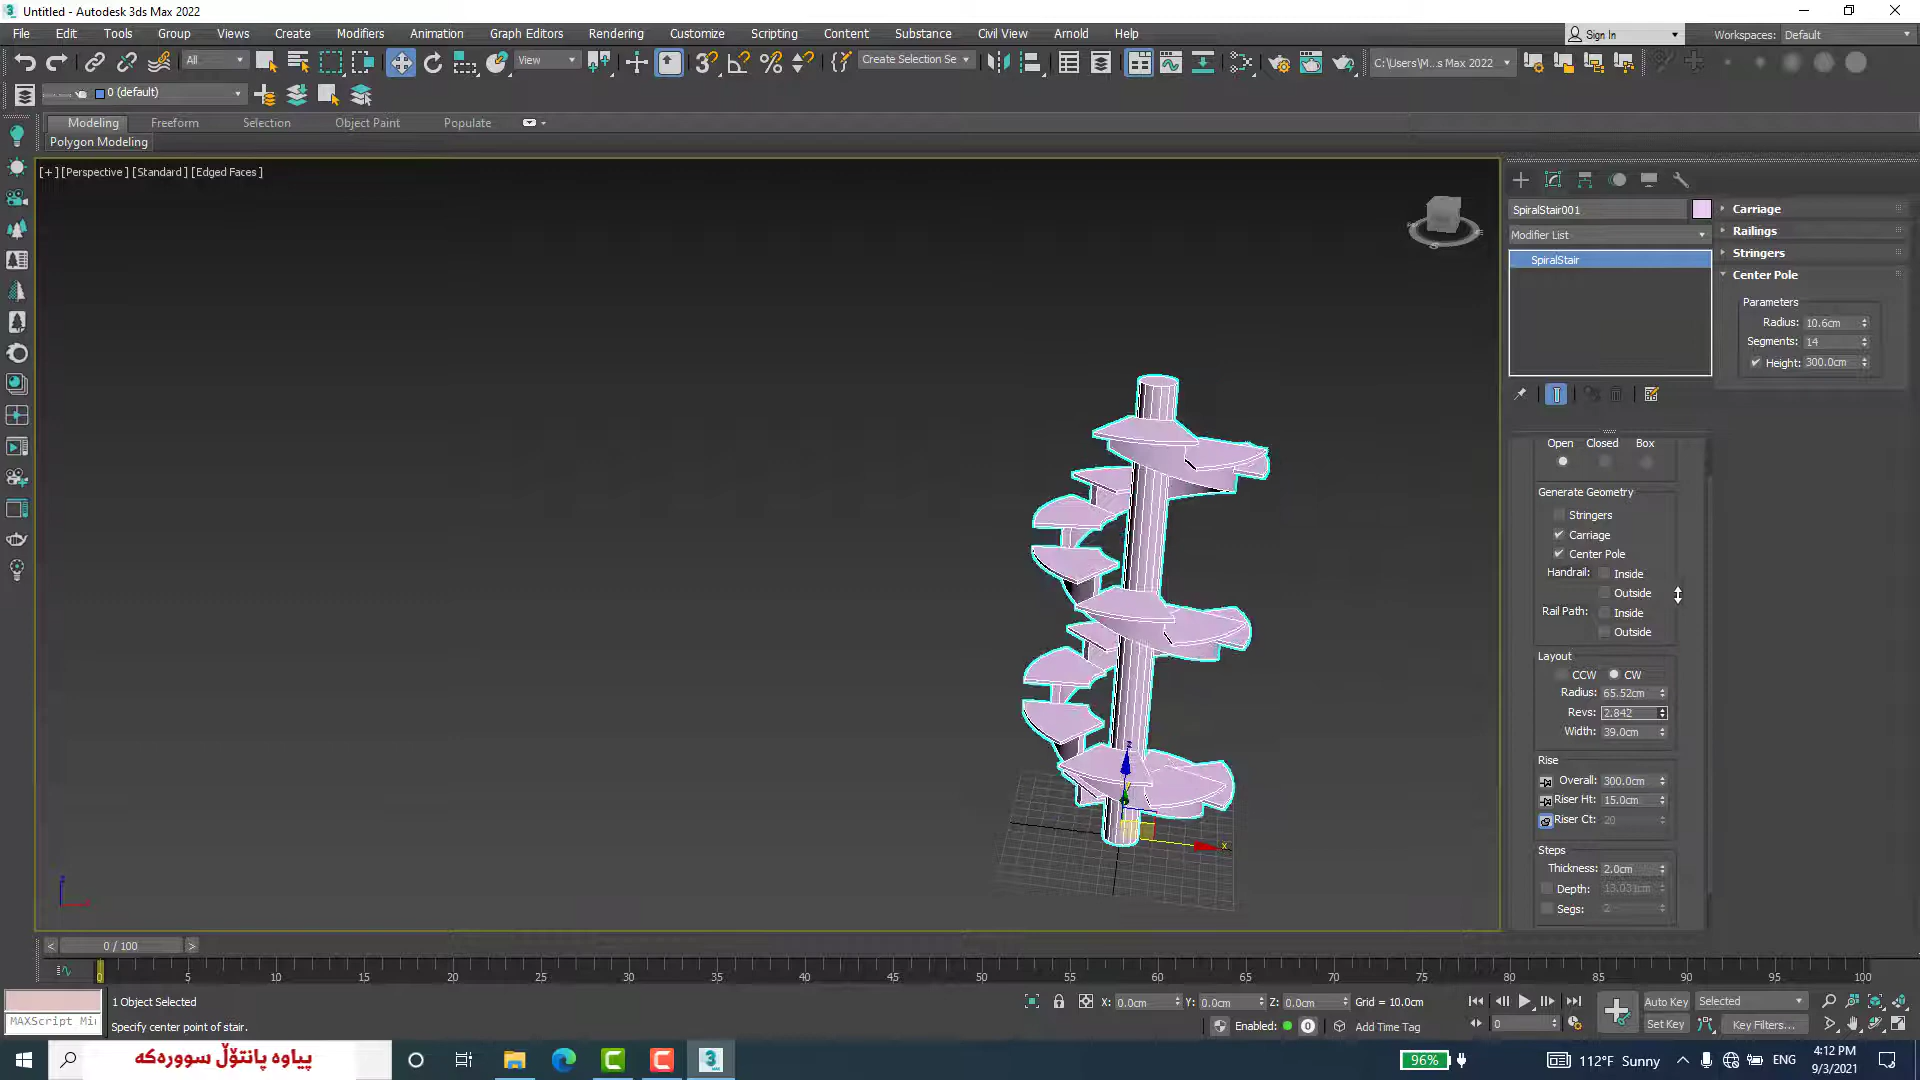 Untitled - Autodesk 3ds Max 2022
File Edit Tools Group Views Create Modifiers Animation Graph Editors Rendering Customize Scripting Content Substance Civil View Arnold Help
Sign In Workspaces: Default
All View Create Selection Se C:\Users\M...s Max 2022
0 (default)
Modeling Freeform Selection Object Paint Populate
Polygon Modeling
[+] [Perspective] [Standard] [Edged Faces]
SpiralStair001
Modifier List
SpiralStair
Carriage
Railings
Stringers
Center Pole
Parameters
Radius: 10.6cm
Segments: 14
Height: 300.0cm
Open Closed Box
Generate Geometry
Stringers
Carriage
Center Pole
Handrail: Inside
Outside
Rail Path: Inside
Outside
Layout
CCW CW
Radius: 65.52cm
Revs: 2.842
Width: 39.0cm
Rise
Overall: 300.0cm
Riser Ht: 15.0cm
Riser Ct: 20
Steps
Thickness: 2.0cm
Depth: 13.031cm
Segs: 2
x
0 / 100
0 5 10 15 20 25 30 35 40 45 50 55 60 65 70 75 80 85 90 95 100
1 Object Selected
X: 0.0cm Y: 0.0cm Z: 0.0cm Grid = 10.0cm
Auto Key Selected
MAXScript Mi
Specify center point of stair.
Enabled: 0 Add Time Tag
0 Set Key Key Filters...
پیاوە پانتۆڵ سوورەکە
96% 112°F Sunny ENG
4:12 PM
9/3/2021